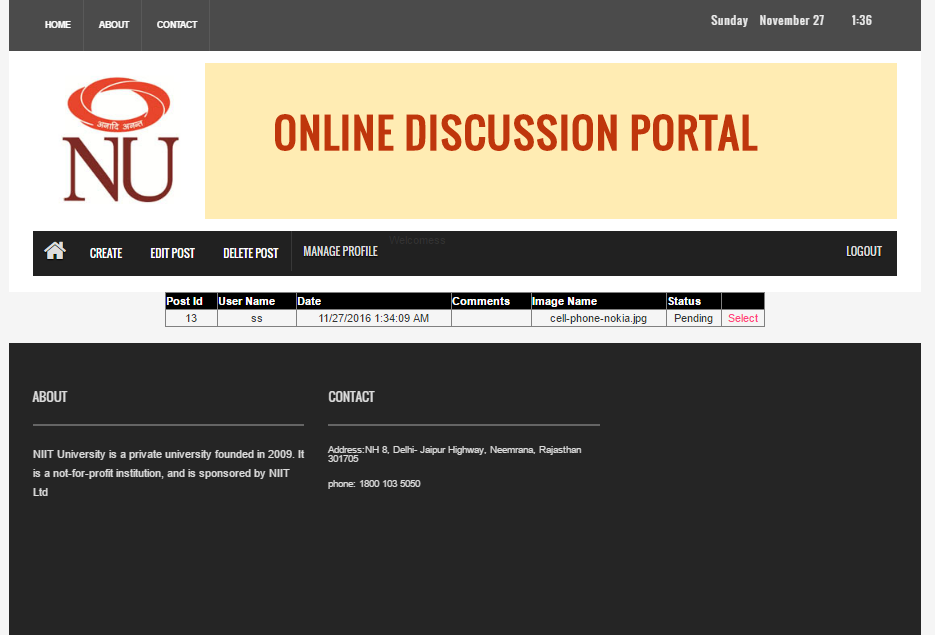 HOME ABOUT CONTACT Sunday November 27 1:36
अनादि अनन्त
NU
ONLINE DISCUSSION PORTAL
Welcomess
CREATE EDIT POST DELETE POST MANAGE PROFILE LOGOUT
Post Id User Name Date Comments Image Name Status
13 ss 11/27/2016 1:34:09 AM cell-phone-nokia.jpg Pending Select
ABOUT
NIIT University is a private university founded in 2009. It
is a not-for-profit institution, and is sponsored by NIIT
Ltd
CONTACT
Address:NH 8, Delhi- Jaipur Highway, Neemrana, Rajasthan
301705
phone: 1800 103 5050